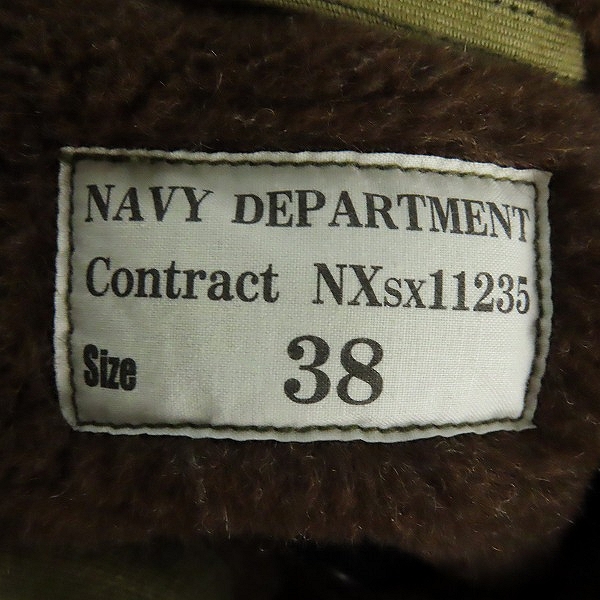 NAVY DEPARTMENT
Contract NXsx11235
Size 38